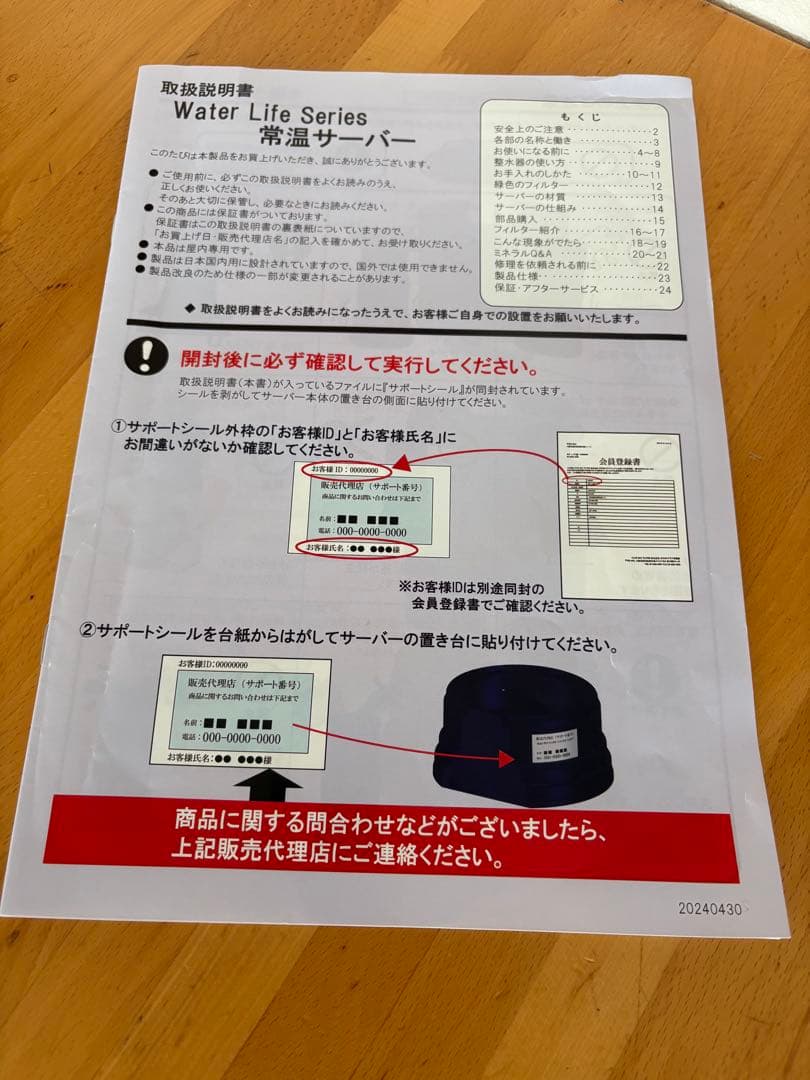 取扱説明書
Water Life Series
常温サーバー
このたびは本製品をお買上げいただき、誠にありがとうございます。
● ご使用前に、必ずこの取扱説明書をよくお読みのうえ、
正しくお使いください。
そのあと大切に保管し、必要なときにお読みください。
● この商品には保証書がついております。
保証書はこの取扱説明書の裏表紙についていますので、
「お買上げ日・販売代理店名」の記入を確かめて、お受け取りください。
● 本品は屋内専用です。
● 製品は日本国内用に設計されていますので、国外では使用できません。
● 製品改良のため仕様の一部が変更されることがあります。
もくじ
安全上のご注意・・・・・・・・・・・・・・・2
各部の名称と働き・・・・・・・・・・・・・3
お使いになる前に・・・・・・・・・・・4~8
整水器の使い方・・・・・・・・・・・・・・・9
お手入れのしかた・・・・・・・・・10~11
緑色のフィルター・・・・・・・・・・・・・12
サーバーの材質・・・・・・・・・・・・・・・13
サーバーの仕組み・・・・・・・・・・・・・14
部品購入・・・・・・・・・・・・・・・・・・・15
フィルター紹介・・・・・・・・・・・16~17
こんな現象がでたら・・・・・・・・18~19
ミネラルQ&A・・・・・・・・・・・・20~21
修理を依頼される前に・・・・・・・・・22
製品仕様・・・・・・・・・・・・・・・・・・・23
保証・アフターサービス・・・・・・・・24
◆ 取扱説明書をよくお読みになったうえで、お客様ご自身での設置をお願いいたします。
! 開封後に必ず確認して実行してください。
取扱説明書(本書)が入っているファイルに『サポートシール』が同封されています。
シールを剥がしてサーバー本体の置き台の側面に貼り付けてください。
①サポートシール外枠の「お客様ID」と「お客様氏名」に
お間違いがないか確認してください。
お客様 ID:00000000
販売代理店(サポート番号)
商品に関するお問い合わせは下記まで
名前:■■ ■■■
電話:000-0000-0000
お客様氏名:●● ●●●様
会員登録書
※お客様IDは別途同封の
会員登録書でご確認ください。
②サポートシールを台紙からはがしてサーバーの置き台に貼り付けてください。
お客様ID:00000000
販売代理店(サポート番号)
商品に関するお問い合わせは下記まで
名前:■■ ■■■
電話:000-0000-0000
お客様氏名:●● ●●●様
商品に関する問合わせなどがございましたら、
上記販売代理店にご連絡ください。
20240430